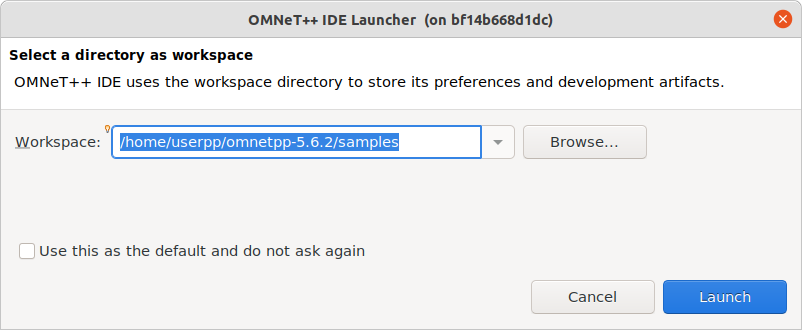 OMNeT++ IDE Launcher (on bf14b668d1dc)
Select a directory as workspace
OMNeT++ IDE uses the workspace directory to store its preferences and development artifacts.
Workspace: /home/userpp/omnetpp-5.6.2/samples Browse...
Use this as the default and do not ask again
Cancel Launch